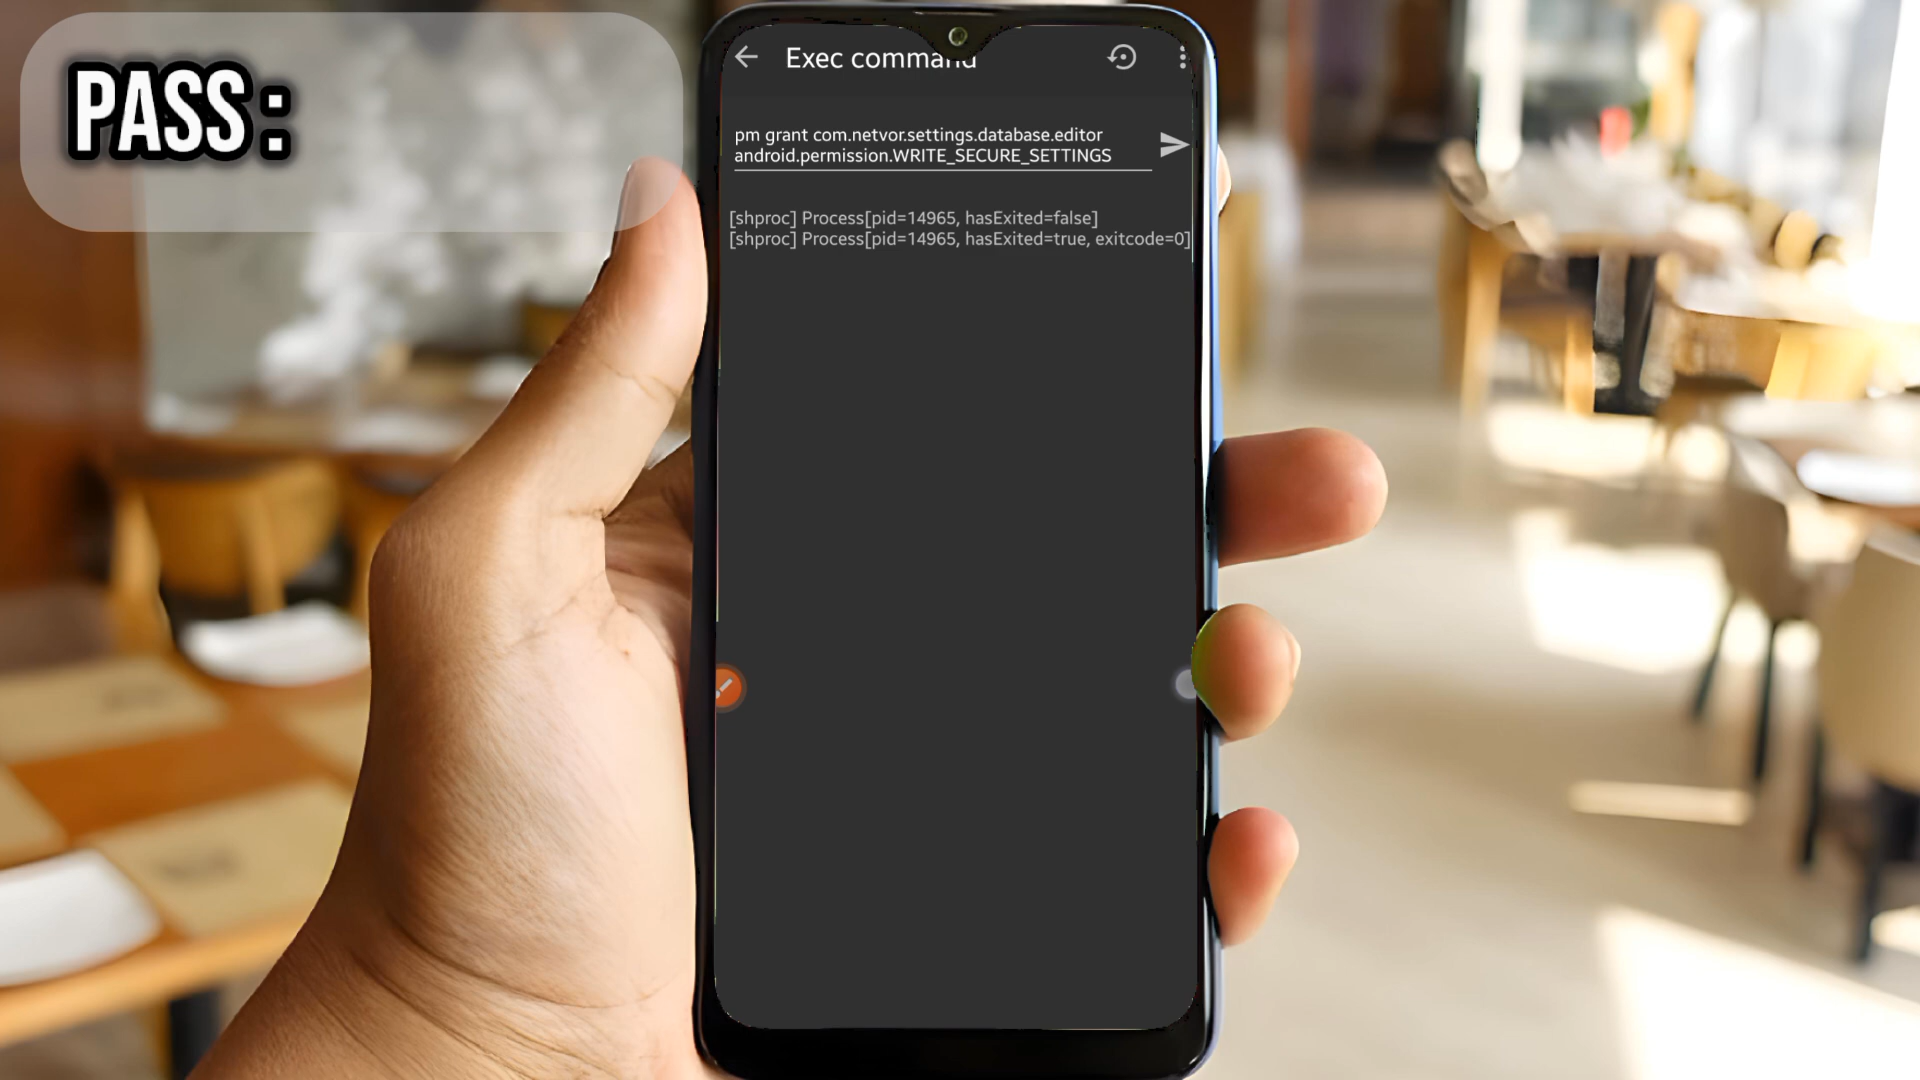 PASS:
Exec command
pm grant com.netvor.settings.database.editor
android.permission.WRITE_SECURE_SETTINGS
[shproc] Process[pid=14965, hasExited=false]
[shproc] Process[pid=14965, hasExited=true, exitcode=0]